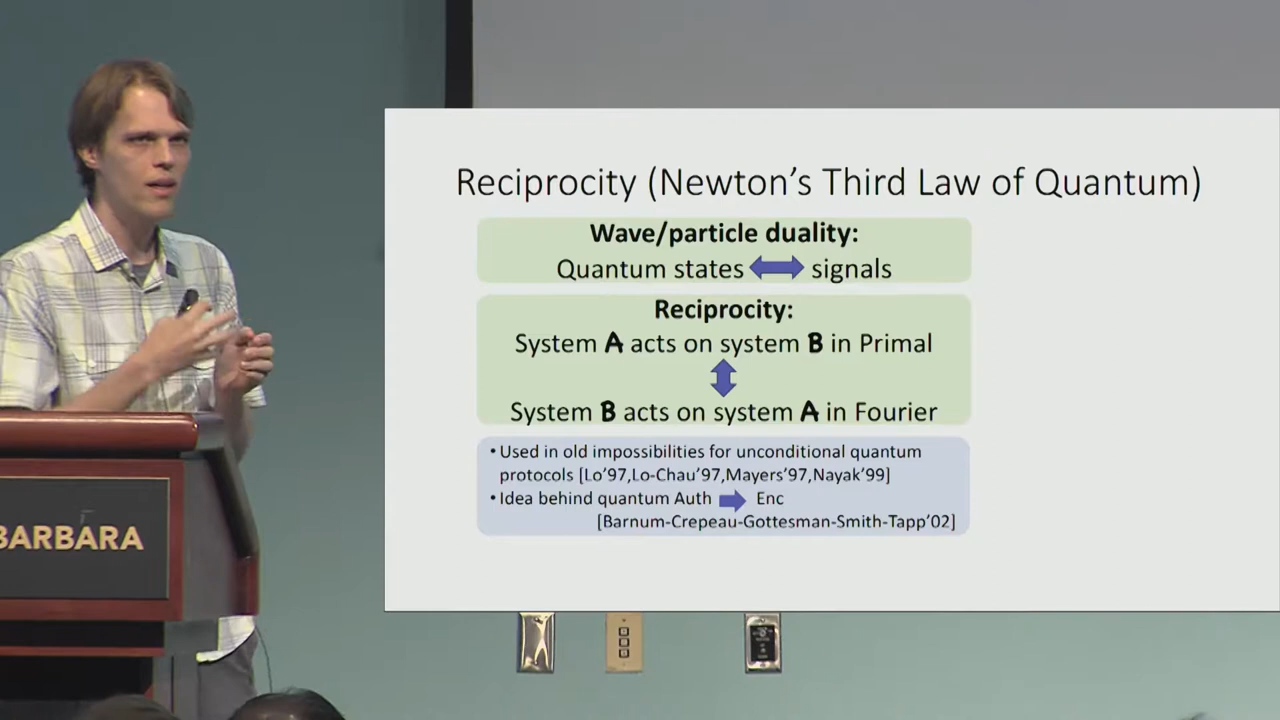 Reciprocity (Newton's Third Law of Quantum)
Wave/particle duality:
Quantum states signals
Reciprocity:
System A acts on system B in Primal
System B acts on system A in Fourier
• Used in old impossibilities for unconditional quantum
protocols [Lo'97,Lo-Chau'97,Mayers'97,Nayak'99]
• Idea behind quantum Auth Enc
[Barnum-Crepeau-Gottesman-Smith-Tapp'02]
BARBARA